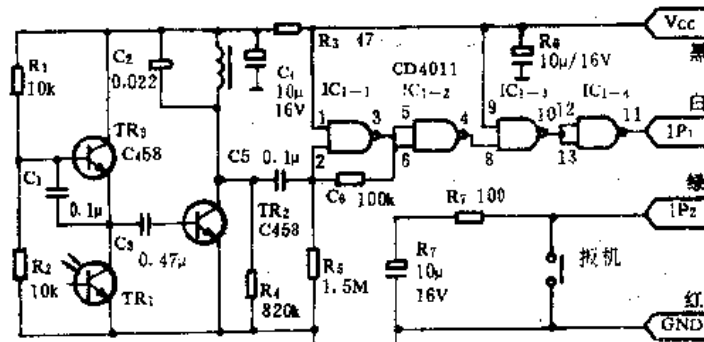 R₁
10k
C₂
0.022
C₄
10μ
16V
R₃ 47
R₆
10μ/16V
VCC
黑
TR₃
C458
C₁
0.1μ
C₃
0.47μ
R₂
10k
TR₁
C5 0.1μ
TR₂
C458
R₄
820k
IC₁₋₁
1
2
3
C₆
100k
CD4011
IC₁₋₂
5
6
4
IC₁₋₃
9
8
10
IC₁₋₄
12
13
11
白
1P₁
R₅
1.5M
R₇ 100
R₇
10μ
16V
扳机
绿
1P₂
红
GND